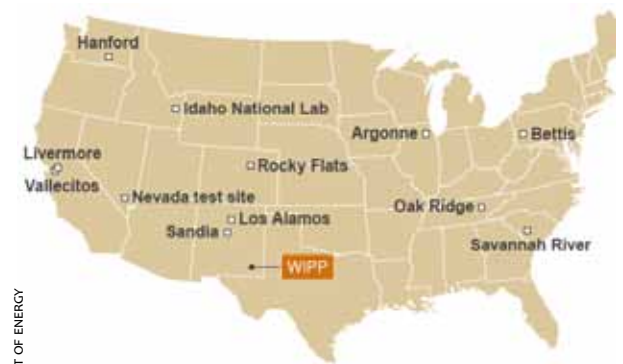 Hanford
Idaho National Lab
Argonne
Bettis
Livermore
Rocky Flats
Vallecitos
Nevada test site
Oak Ridge
Los Alamos
Sandia
Savannah River
WIPP
OF ENERGY